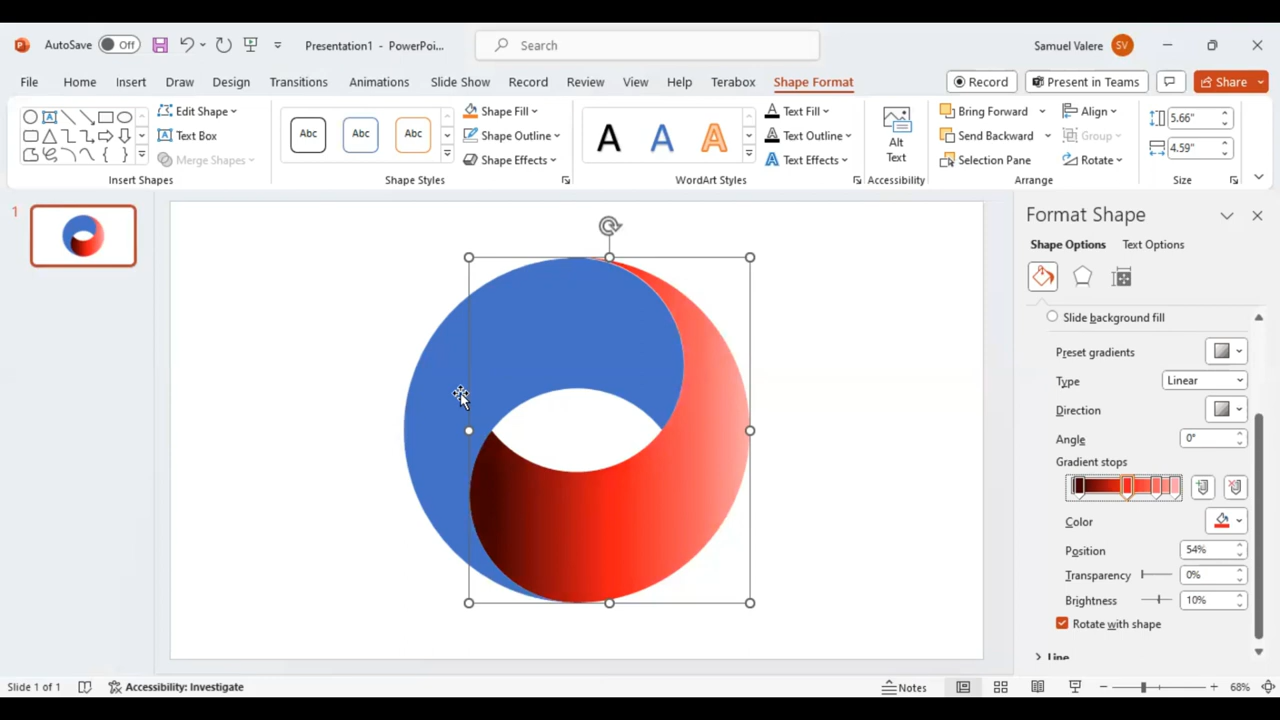 AutoSave Off Presentation1 - PowerPoi... Search Samuel Valere SV
File Home Insert Draw Design Transitions Animations Slide Show Record Review View Help Terabox Shape Format Record Present in Teams Share
Edit Shape
Text Box
Merge Shapes
Insert Shapes
Abc Abc Abc
Shape Fill
Shape Outline
Shape Effects
Shape Styles
A A A
A Text Fill
A Text Outline
A Text Effects
WordArt Styles
Alt
Text
Accessibility
Bring Forward
Send Backward
Selection Pane
Align
Group
Rotate
Arrange
5.66"
4.59"
Size
1
Format Shape
Shape Options Text Options
Slide background fill
Preset gradients
Type Linear
Direction
Angle 0°
Gradient stops
Color
Position 54%
Transparency 0%
Brightness 10%
Rotate with shape
Line
Slide 1 of 1 Accessibility: Investigate Notes 68%